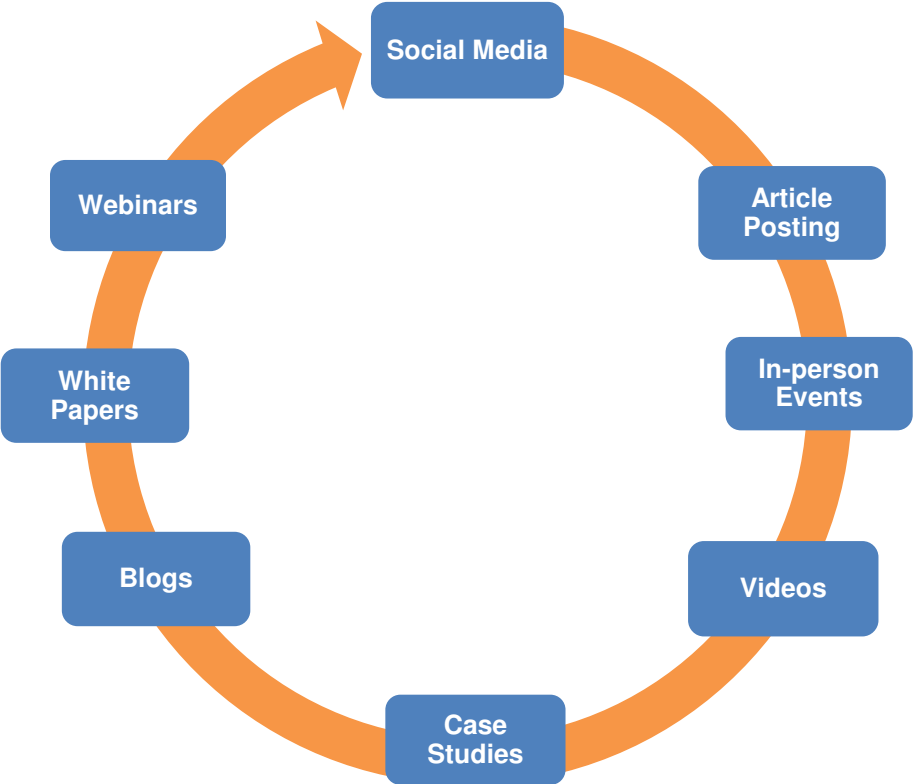 Social Media
Article
Posting
In-person
Events
Videos
Case
Studies
Blogs
White
Papers
Webinars